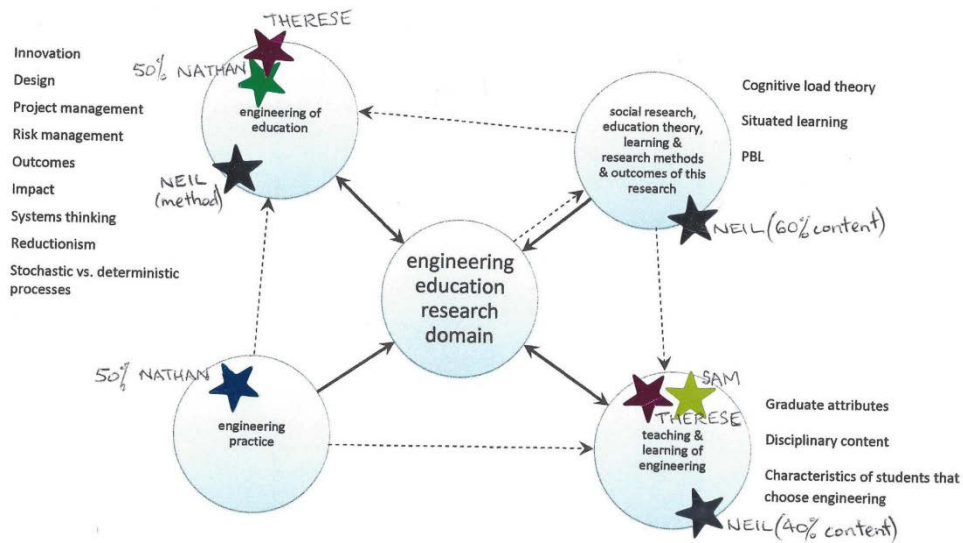 THERESE
50% NATHAN
engineering of
education
NEIL
(method)
Innovation
Design
Project management
Risk management
Outcomes
Impact
Systems thinking
Reductionism
Stochastic vs. deterministic
processes
social research,
education theory,
learning &
research methods
& outcomes of this
research
NEIL (60% content)
Cognitive load theory
Situated learning
PBL
engineering
education
research
domain
50% NATHAN
engineering
practice
SAM
THERESE
teaching &
learning of
engineering
NEIL (40% content)
Graduate attributes
Disciplinary content
Characteristics of students that
choose engineering